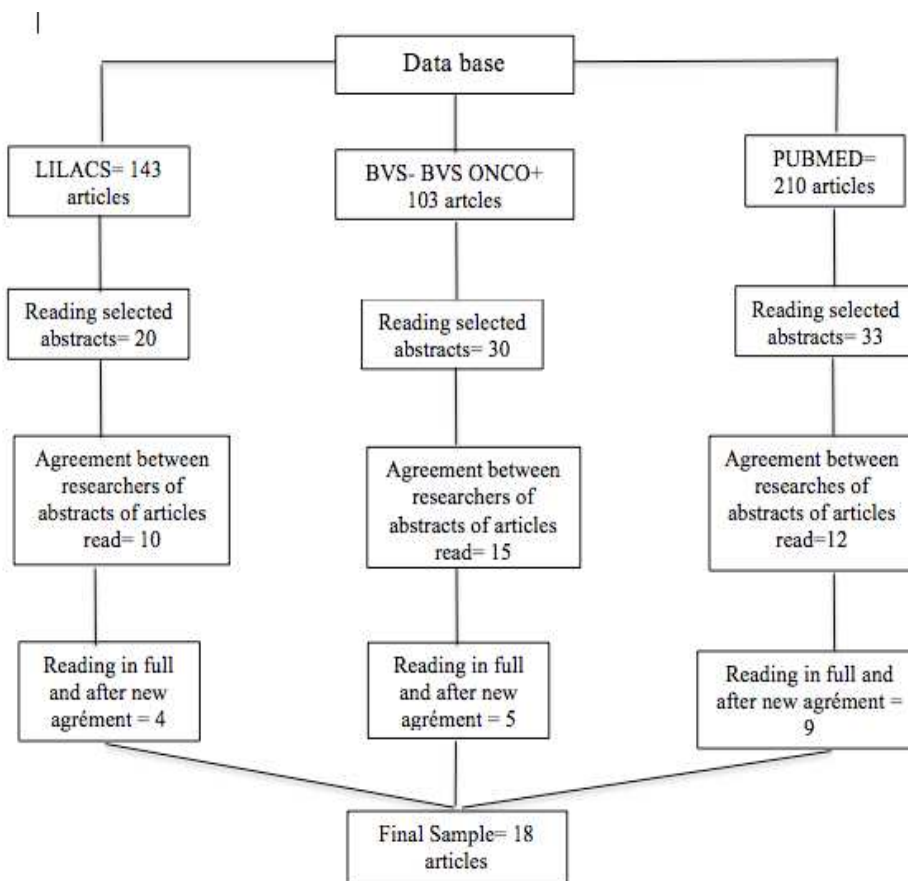 Data base
LILACS= 143
articles
BVS- BVS ONCO+
103 artcles
PUBMED=
210 articles
Reading selected
abstracts= 20
Reading selected
abstracts= 30
Reading selected
abstracts= 33
Agreement between
researchers of
abstracts of articles
read= 10
Agreement between
researchers of
abstracts of articles
read= 15
Agreement between
researches of
abstracts of articles
read=12
Reading in full
and after new
agrément = 4
Reading in full
and after new
agrément = 5
Reading in full and
after new agrément =
9
Final Sample= 18
articles